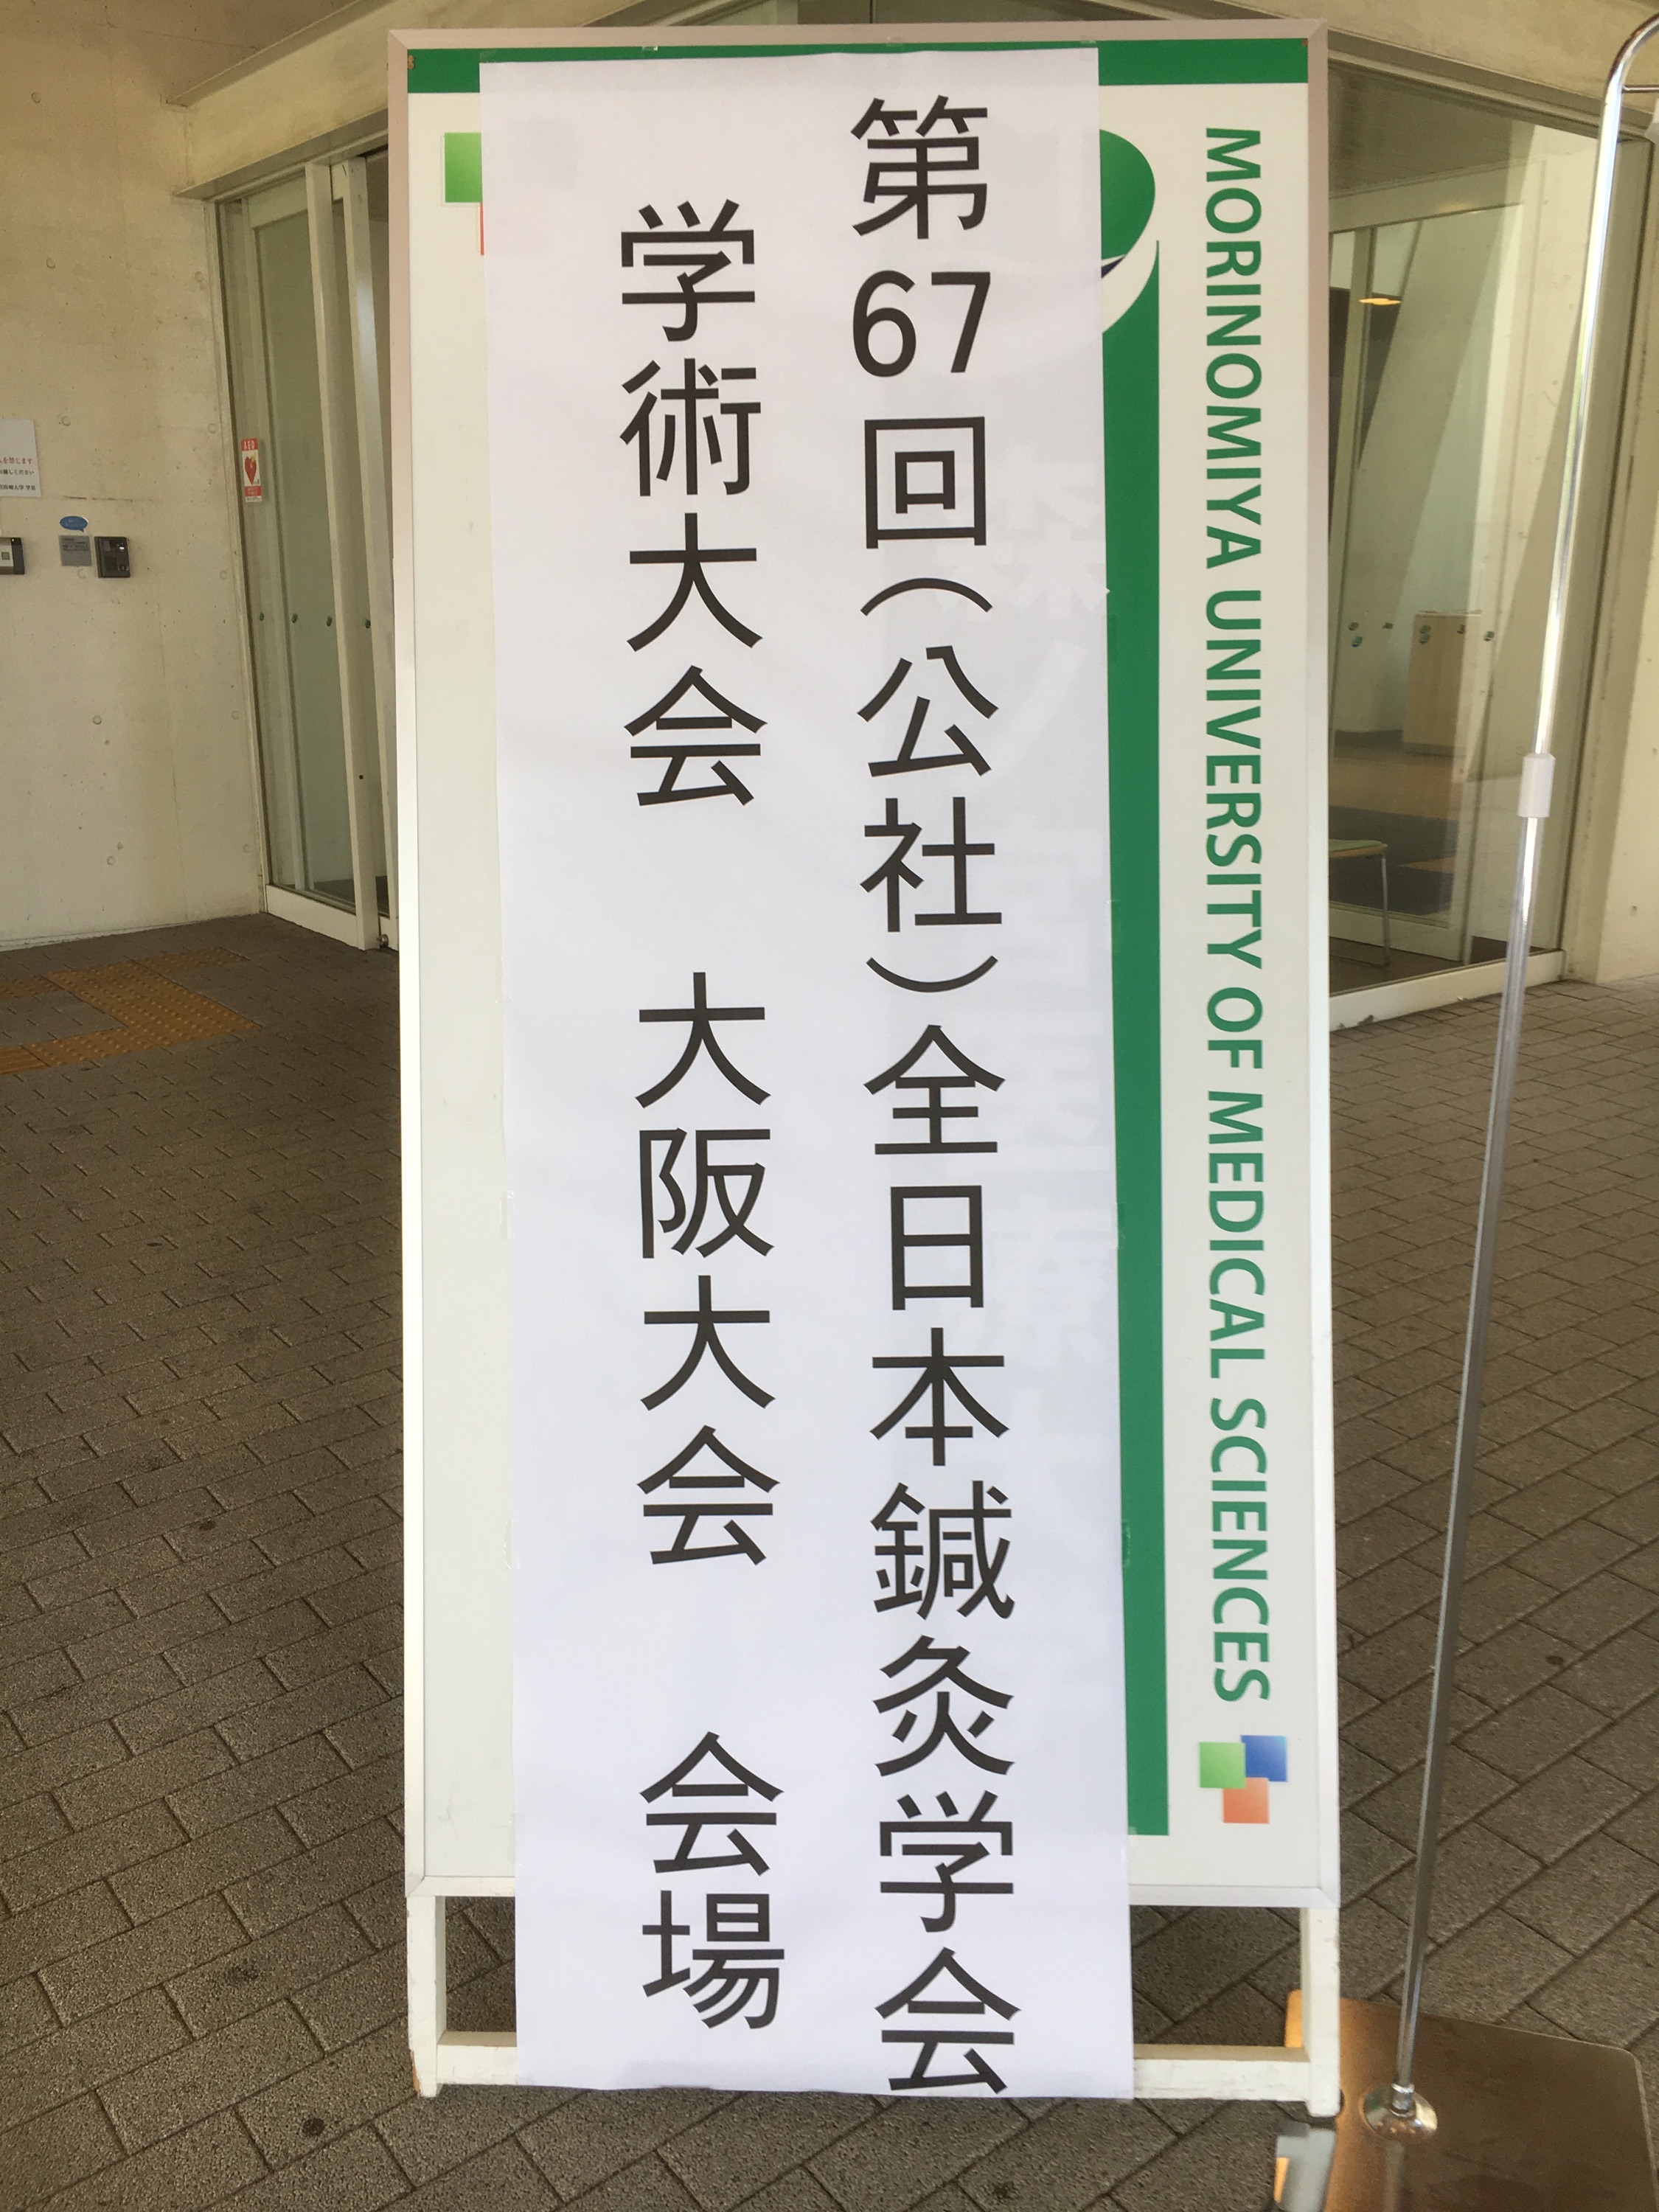 第67回(公社)全日本鍼灸学会
学術大会 大阪大会 会場
MORINOMIYA UNIVERSITY OF MEDICAL SCIENCES
AED